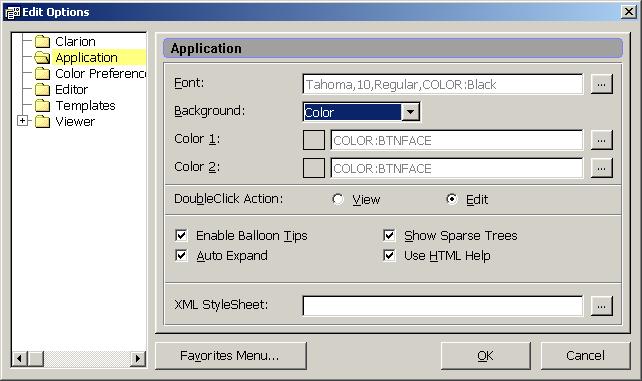 Edit Options
Clarion
Application
Color Preferenc
Editor
Templates
Viewer
Application
Font: Tahoma,10,Regular,COLOR:Black ...
Background: Color
Color 1: COLOR:BTNFACE ...
Color 2: COLOR:BTNFACE ...
DoubleClick Action: View Edit
Enable Balloon Tips Show Sparse Trees
Auto Expand Use HTML Help
XML StyleSheet: ...
Favorites Menu... OK Cancel